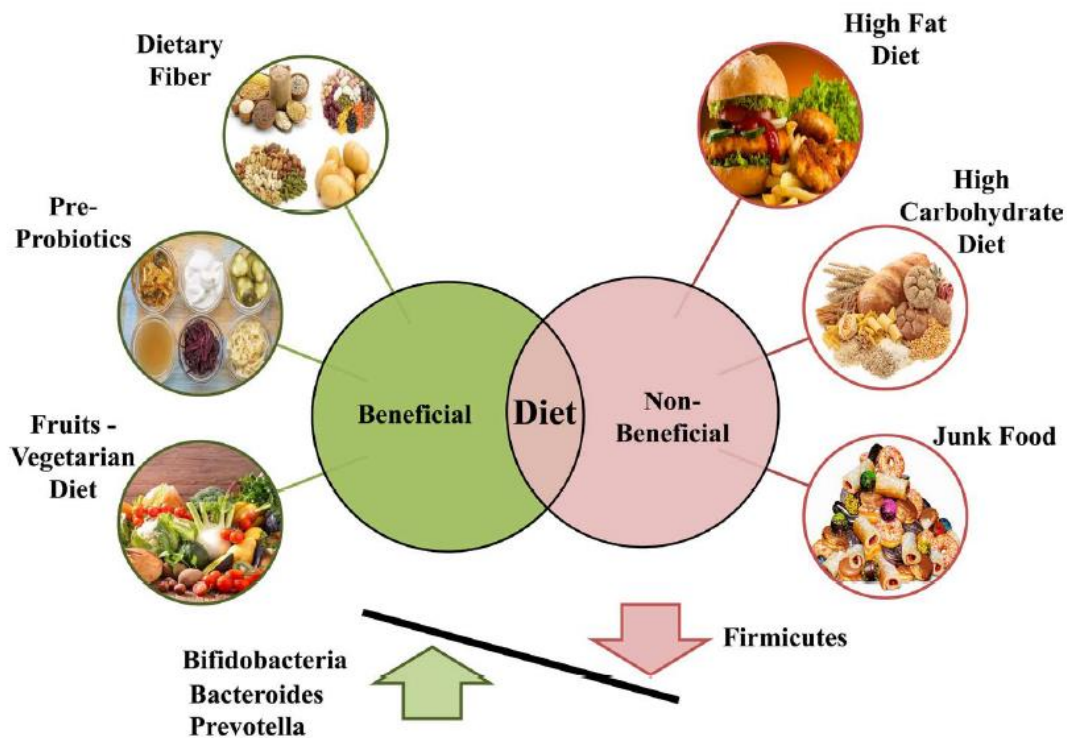 Dietary
Fiber
Pre-
Probiotics
Fruits -
Vegetarian
Diet
High Fat
Diet
High
Carbohydrate
Diet
Junk Food
Beneficial
Diet
Non-
Beneficial
Bifidobacteria
Bacteroides
Prevotella
Firmicutes